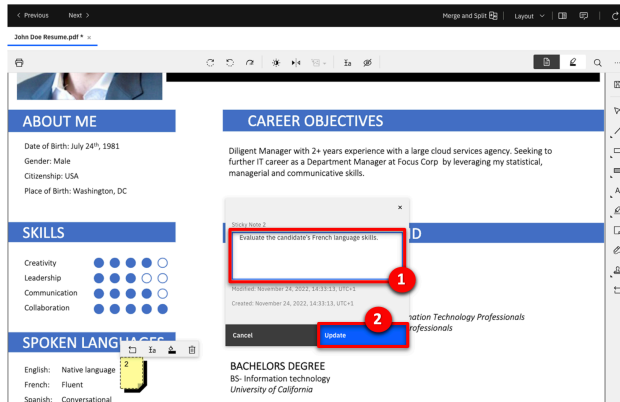 Previous Next
Merge and Split Layout
John Doe Resume.pdf * ×
ABOUT ME
Date of Birth: July 24th, 1981
Gender: Male
Citizenship: USA
Place of Birth: Washington, DC
SKILLS
Creativity
Leadership
Communication
Collaboration
SPOKEN LANGUAGES
2
English: Native language
French: Fluent
Spanish: Conversational
CAREER OBJECTIVES
Diligent Manager with 2+ years experience with a large cloud services agency. Seeking to
further IT career as a Department Manager at Focus Corp by leveraging my statistical,
managerial and communicative skills.
D
Sticky Note 2
Evaluate the candidate's French language skills.
1
Modified: November 24, 2022, 14:33:13, UTC+1
Created: November 24, 2022, 14:33:13, UTC+1
2
Cancel Update
Information Technology Professionals
Professionals
BACHELORS DEGREE
BS- Information technology
University of California